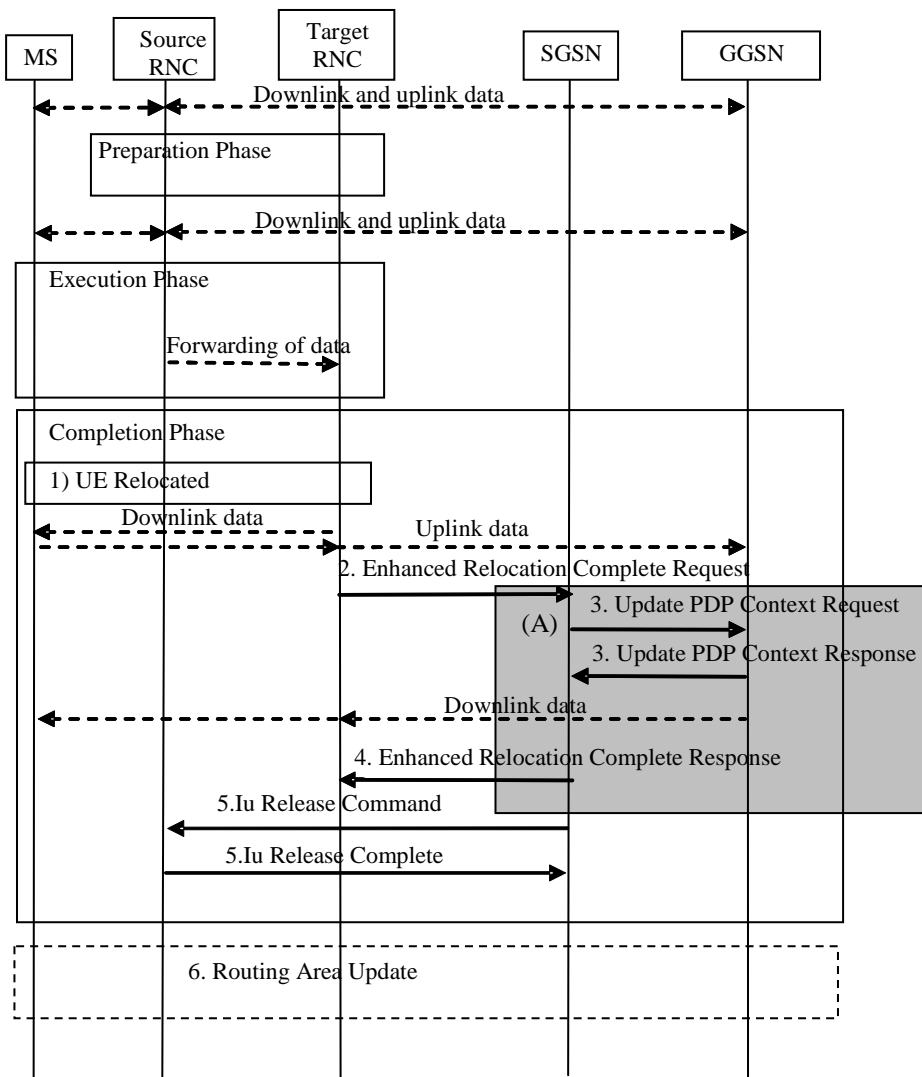 MS
Source
RNC
Target
RNC
SGSN
GGSN
Downlink and uplink data
Preparation Phase
Downlink and uplink data
Execution Phase
Forwarding of data
Completion Phase
1) UE Relocated
Downlink data
Uplink data
2. Enhanced Relocation Complete Request
(A)
3. Update PDP Context Request
3. Update PDP Context Response
Downlink data
4. Enhanced Relocation Complete Response
5.Iu Release Command
5.Iu Release Complete
6. Routing Area Update